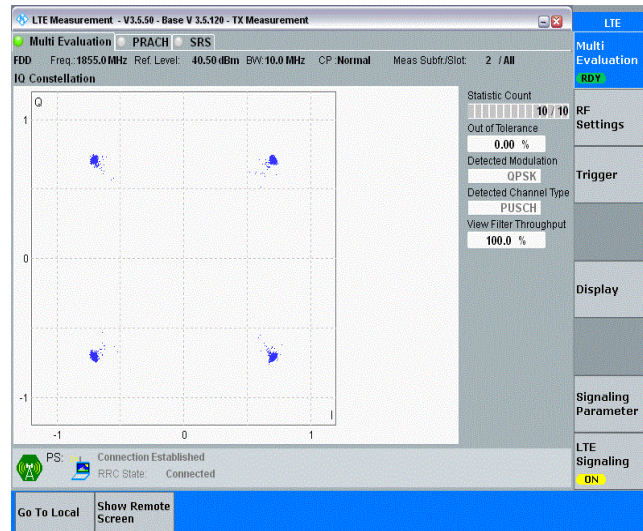 LTE Measurement - V3.5.50 - Base V 3.5.120 - TX Measurement
LTE
Multi Evaluation PRACH SRS
Multi
Evaluation
RDY
FDD Freq.: 1855.0 MHz Ref. Level: 40.50 dBm BW: 10.0 MHz CP :Normal Meas Subfr./Slot: 2 / All
IQ Constellation
Statistic Count
10 / 10
Out of Tolerance
0.00 %
Detected Modulation
QPSK
Detected Channel Type
PUSCH
View Filter Throughput
100.0 %
RF
Settings
Trigger
Display
Signaling
Parameter
LTE
Signaling
ON
Q
1
0
-1
I
-1 0 1
PS: Connection Established
RRC State: Connected
Go To Local
Show Remote
Screen